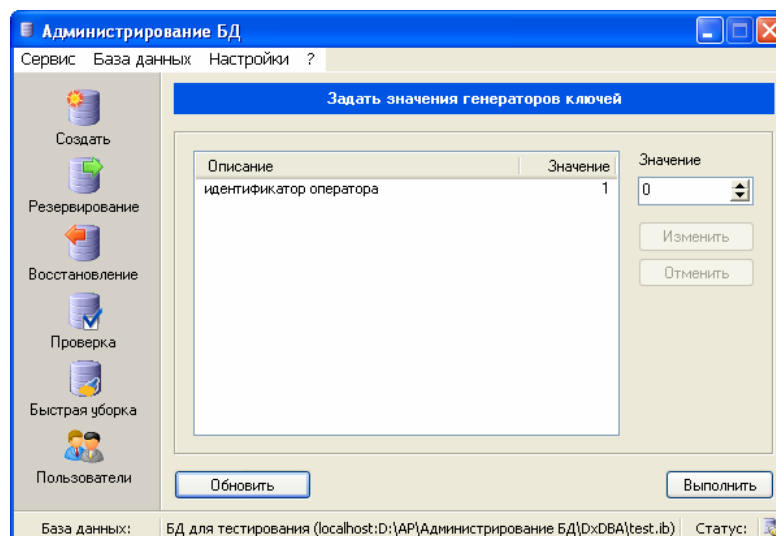 Администрирование БД
Сервис База данных Настройки ?
Создать
Резервирование
Восстановление
Проверка
Быстрая уборка
Пользователи
Задать значения генераторов ключей
Описание Значение
идентификатор оператора 1
Значение
0
Изменить
Отменить
Обновить
Выполнить
База данных: БД для тестирования (localhost:D:\AP\Администрирование БД\DxDBA\test.ib) Статус: